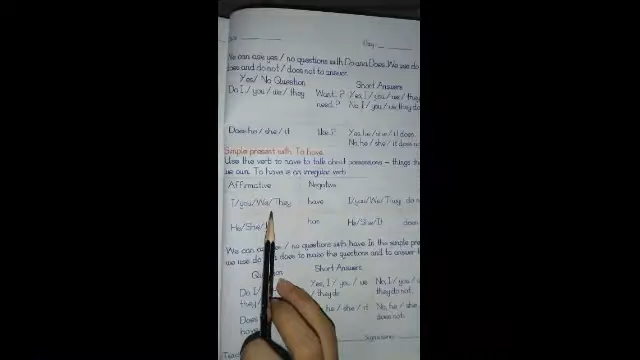 Day:
We can ask yes / no questions with Do and Does. We use do
does and do not / does not to answer.
Yes / No Question Short Answers
Do I / you / we / they Want..? Yes, I / you / we / they
need..? No, I / you / we / they do
Does he / she / it like? Yes, he / she / it does.
No, he / she / it does
Simple present with To have.
Use the verb to have to talk about possessions - things
we own. To have is an irregular verb.
Affirmative Negative
I/you/We/They have I/you/We/They do
He/She/ has He/She/It does
We can / no questions with have. In the simple
we use do does to make the questions and to answer
Question Short Answers
Do I/ Yes, I / you / we No, I / you /
they / they do they do not.
Does he / she / it No, he / she
have does not.